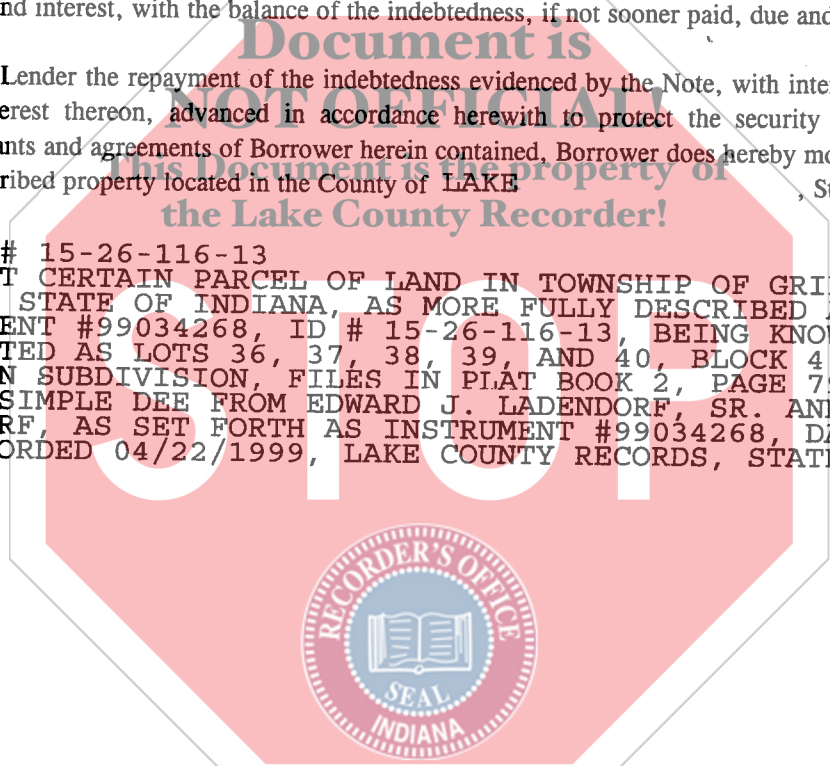 nd interest, with the balance of the indebtedness, if not sooner paid, due and
Document is
Lender the repayment of the indebtedness evidenced by the Note, with inte
NOT OFFICIAL!
erest thereon, advanced in accordance herewith to protect the security
nts and agreements of Borrower herein contained, Borrower does hereby mo
This Document is the property of
ribed property located in the County of LAKE , St
the Lake County Recorder!
# 15-26-116-13
T CERTAIN PARCEL OF LAND IN TOWNSHIP OF GRI
STATE OF INDIANA, AS MORE FULLY DESCRIBED
ENT #99034268, ID # 15-26-116-13, BEING KNO
TED AS LOTS 36, 37, 38, 39, AND 40, BLOCK 4
N SUBDIVISION, FILES IN PLAT BOOK 2, PAGE 7
SIMPLE DEE FROM EDWARD J. LADENDORF, SR. AN
RF, AS SET FORTH AS INSTRUMENT #99034268, D
ORDED 04/22/1999, LAKE COUNTY RECORDS, STAT
STOP
RECORDER'S OFFICE
SEAL
INDIANA